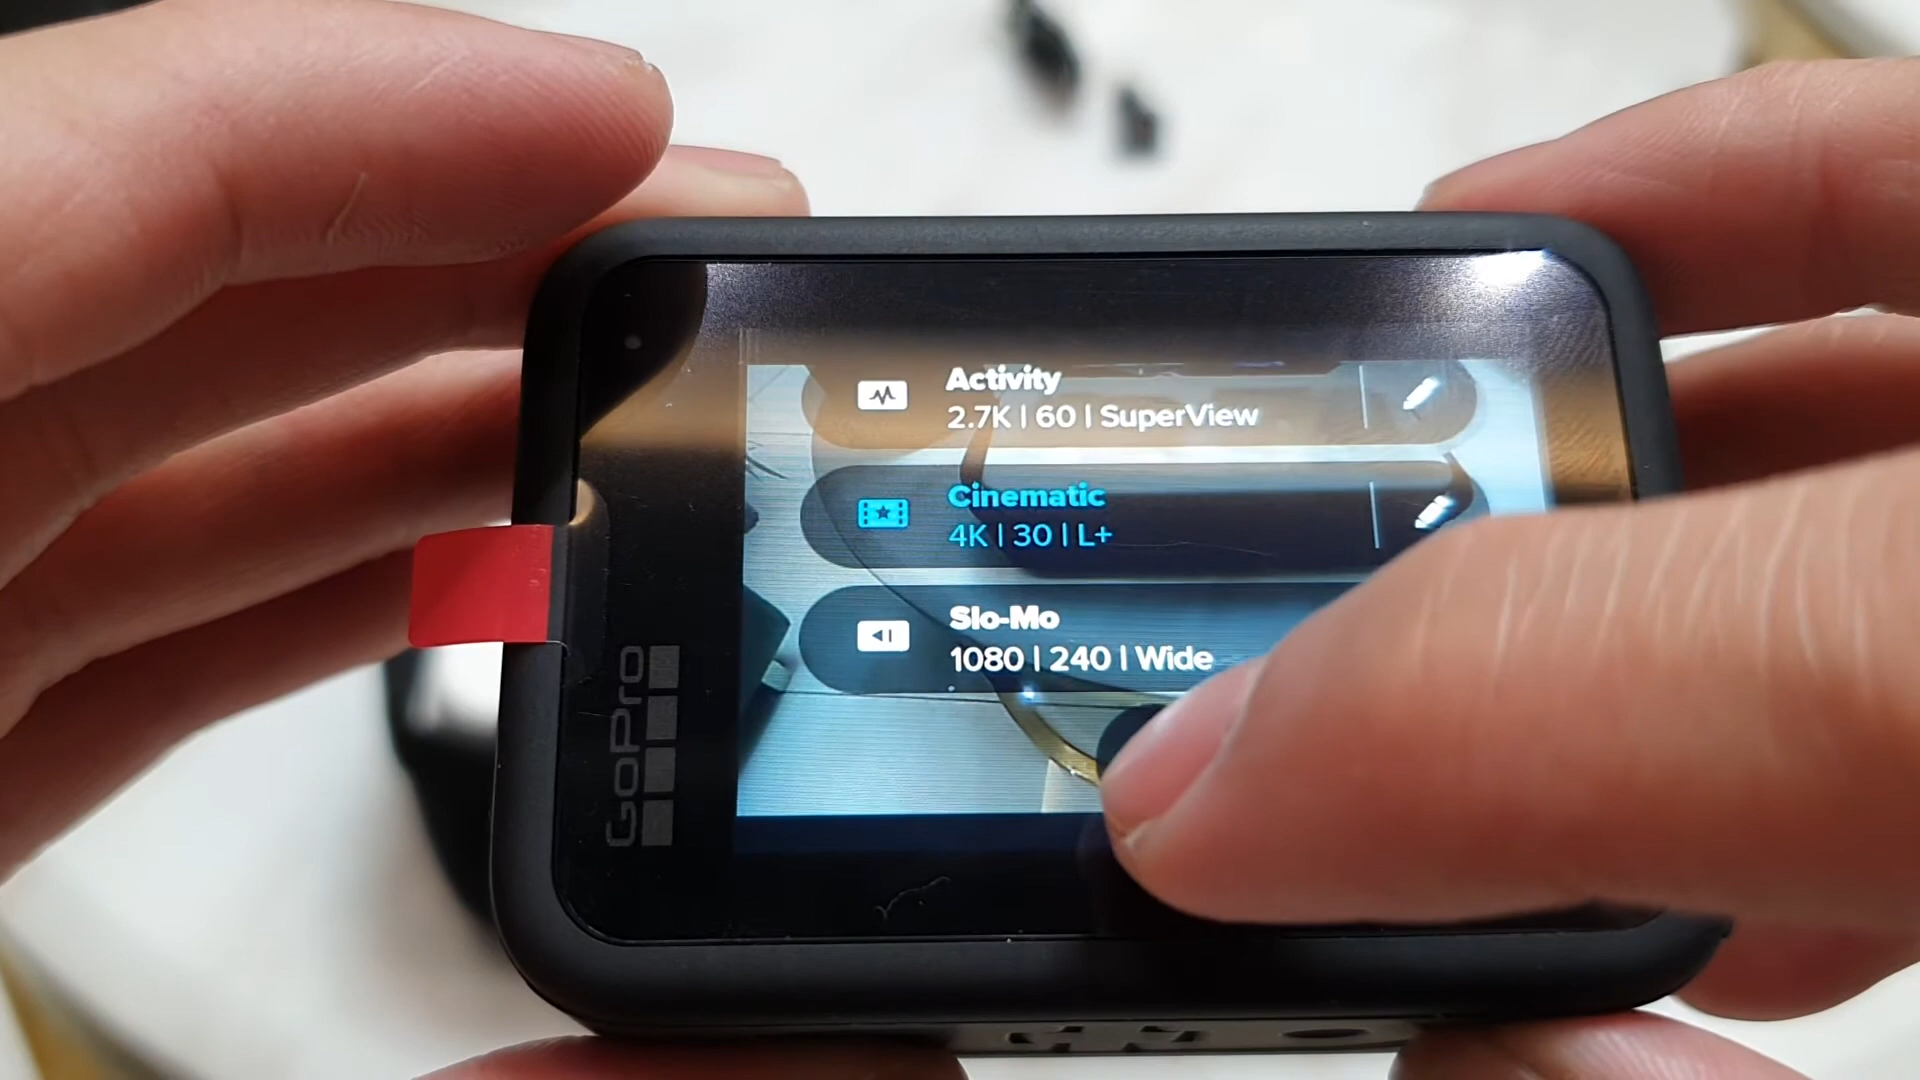 Activity
2.7K | 60 | SuperView
Cinematic
4K | 30 | L+
Slo-Mo
1080 | 240 | Wide
GoPro